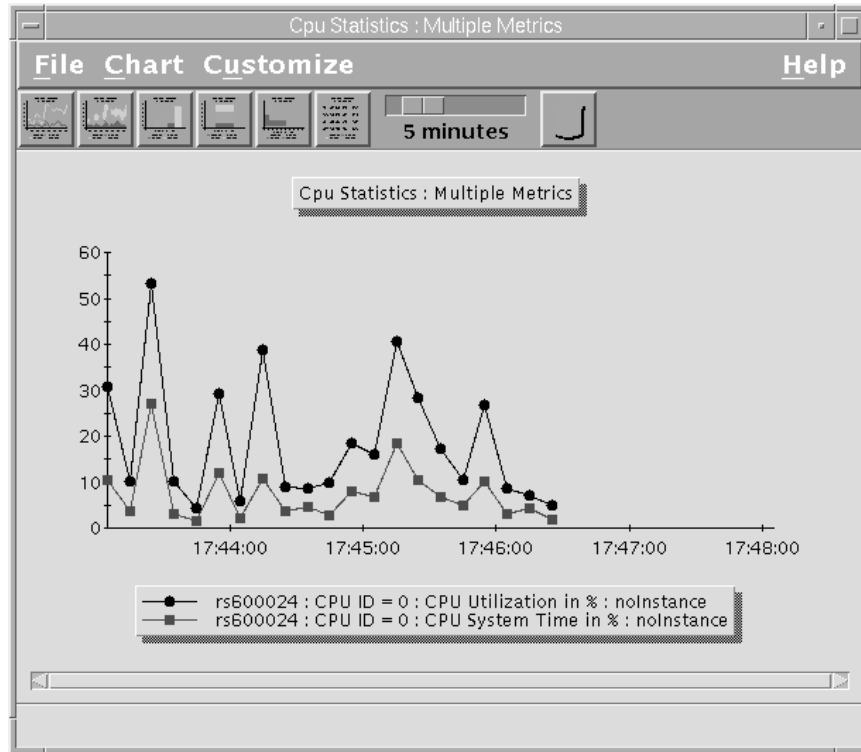 Cpu Statistics : Multiple Metrics
File Chart Customize Help
5 minutes
Cpu Statistics : Multiple Metrics
60
50
40
30
20
10
0
17:44:00 17:45:00 17:46:00 17:47:00 17:48:00
rs600024 : CPU ID = 0 : CPU Utilization in % : noInstance
rs600024 : CPU ID = 0 : CPU System Time in % : noInstance